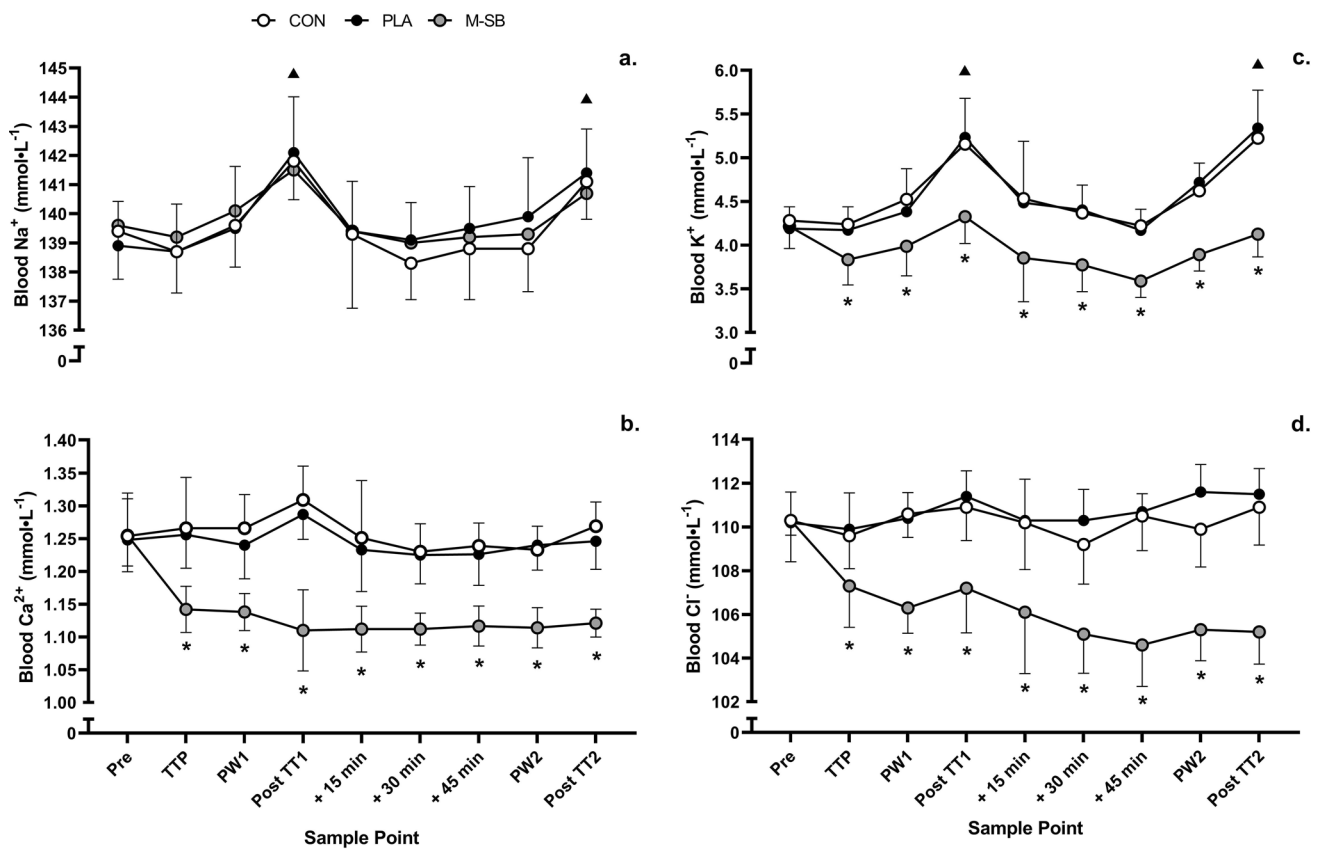 CON PLA M-SB
a.
Blood Na⁺ (mmol•L⁻¹)
145
144
143
142
141
140
139
138
137
136
0
▲ ▲
c.
Blood K⁺ (mmol•L⁻¹)
6.0
5.5
5.0
4.5
4.0
3.5
3.0
0
▲ ▲
* * * * * * * *
b.
Blood Ca²⁺ (mmol•L⁻¹)
1.40
1.35
1.30
1.25
1.20
1.15
1.10
1.05
1.00
0
* * * * * * * *
Pre TTP PW1 Post TT1 + 15 min + 30 min + 45 min PW2 Post TT2
Sample Point
d.
Blood Cl⁻ (mmol•L⁻¹)
114
112
110
108
106
104
102
0
* * * * * * * *
Pre TTP PW1 Post TT1 + 15 min + 30 min + 45 min PW2 Post TT2
Sample Point